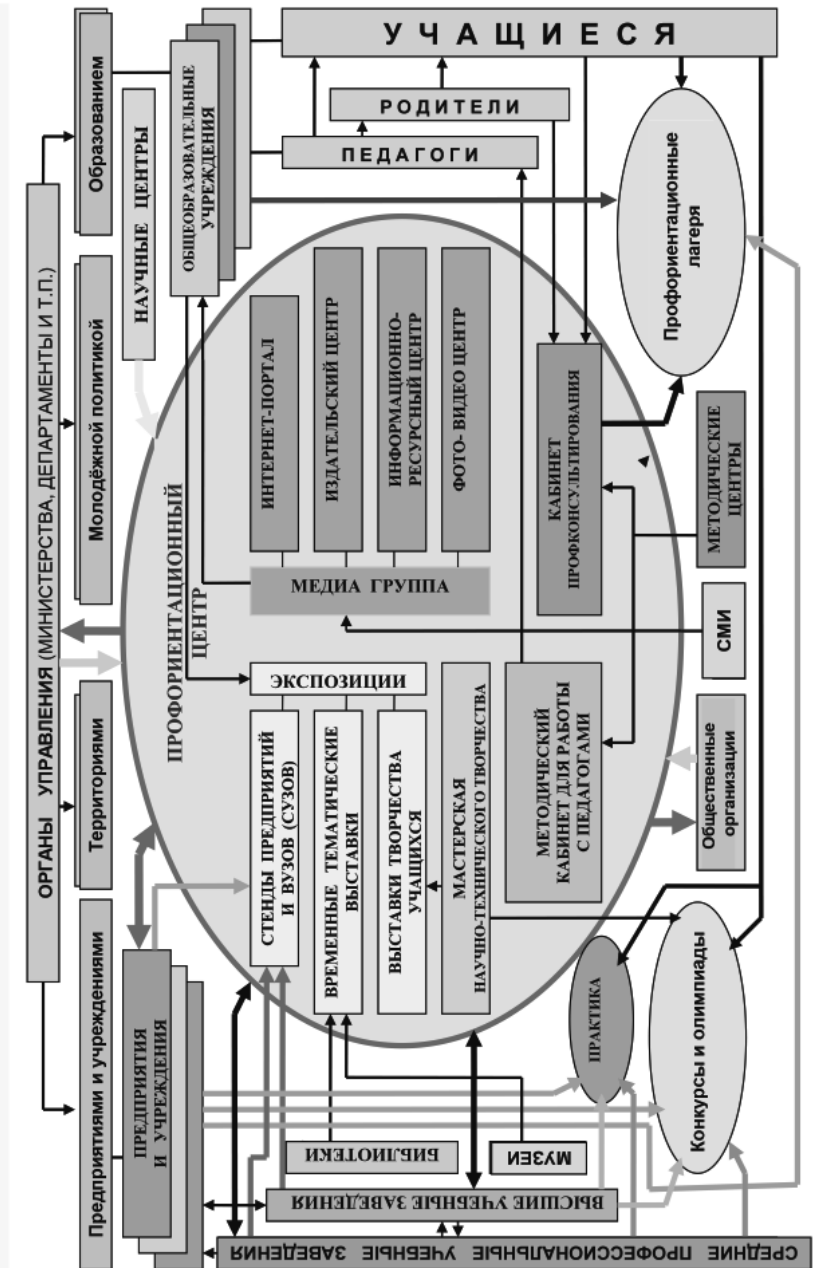 ОРГАНЫ УПРАВЛЕНИЯ (МИНИСТЕРСТВА, ДЕПАРТАМЕНТЫ И Т.П.)
Предприятиями и учреждениями
Территориями
Молодёжной политикой
Образованием
ПРЕДПРИЯТИЯ
И УЧРЕЖДЕНИЯ
НАУЧНЫЕ ЦЕНТРЫ
ОБЩЕОБРАЗОВАТЕЛЬНЫЕ
УЧРЕЖДЕНИЯ
ПРОФОРИЕНТАЦИОННЫЙ
ЦЕНТР
СТЕНДЫ ПРЕДПРИЯТИЙ
И ВУЗОВ (СУЗОВ)
ВРЕМЕННЫЕ ТЕМАТИЧЕСКИЕ
ВЫСТАВКИ
ВЫСТАВКИ ТВОРЧЕСТВА
УЧАЩИХСЯ
ЭКСПОЗИЦИИ
МАСТЕРСКАЯ
НАУЧНО-ТЕХНИЧЕСКОГО ТВОРЧЕСТВА
МЕТОДИЧЕСКИЙ
КАБИНЕТ ДЛЯ РАБОТЫ
С ПЕДАГОГАМИ
МЕДИА ГРУППА
ИНТЕРНЕТ-ПОРТАЛ
ИЗДАТЕЛЬСКИЙ ЦЕНТР
ИНФОРМАЦИОННО-
РЕСУРСНЫЙ ЦЕНТР
ФОТО- ВИДЕО ЦЕНТР
КАБИНЕТ
ПРОФКОНСУЛЬТИРОВАНИЯ
ПЕДАГОГИ
РОДИТЕЛИ
УЧАЩИЕСЯ
БИБЛИОТЕКИ
МУЗЕИ
ВЫСШИЕ УЧЕБНЫЕ ЗАВЕДЕНИЯ
СРЕДНИЕ ПРОФЕССИОНАЛЬНЫЕ УЧЕБНЫЕ ЗАВЕДЕНИЯ
ПРАКТИКА
Конкурсы и олимпиады
Общественные
организации
СМИ
МЕТОДИЧЕСКИЕ
ЦЕНТРЫ
Профориентационные
лагеря